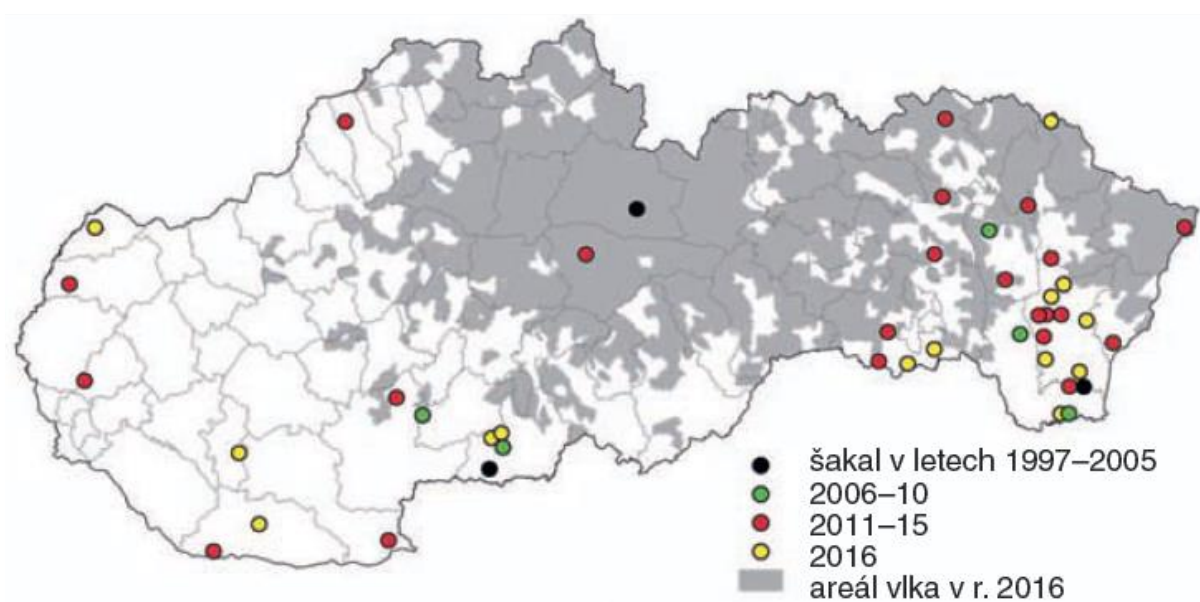 šakal v letech 1997–2005
2006–10
2011–15
2016
areál vlka v r. 2016